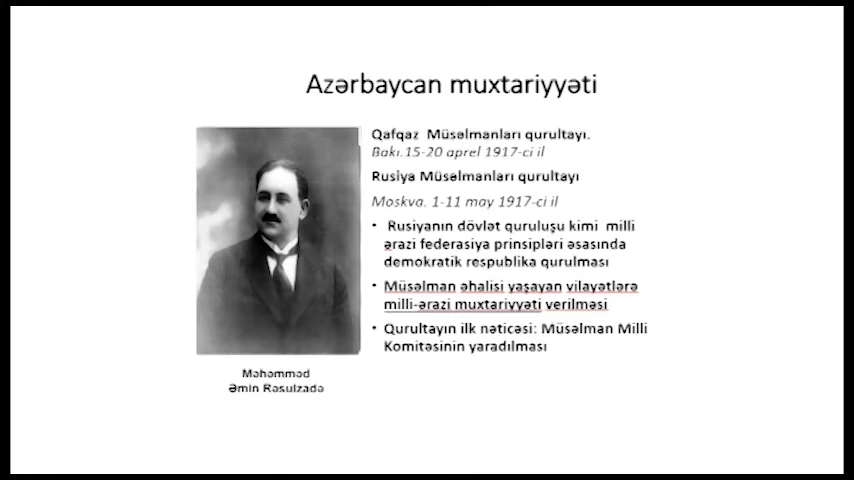 Azərbaycan muxtariyyəti
Qafqaz Müsəlmanları qurultayı.
Bakı.15-20 aprel 1917-ci il
Rusiya Müsəlmanları qurultayı
Moskva. 1-11 may 1917-ci il
• Rusiyanın dövlət quruluşu kimi milli
ərazi federasiya prinsipləri əsasında
demokratik respublika qurulması
• Müsəlman əhalisi yaşayan vilayətlərə
milli-ərazi muxtariyyəti verilməsi
• Qurultayın ilk nəticəsi: Müsəlman Milli
Komitəsinin yaradılması
Məhəmməd
Əmin Rəsulzadə